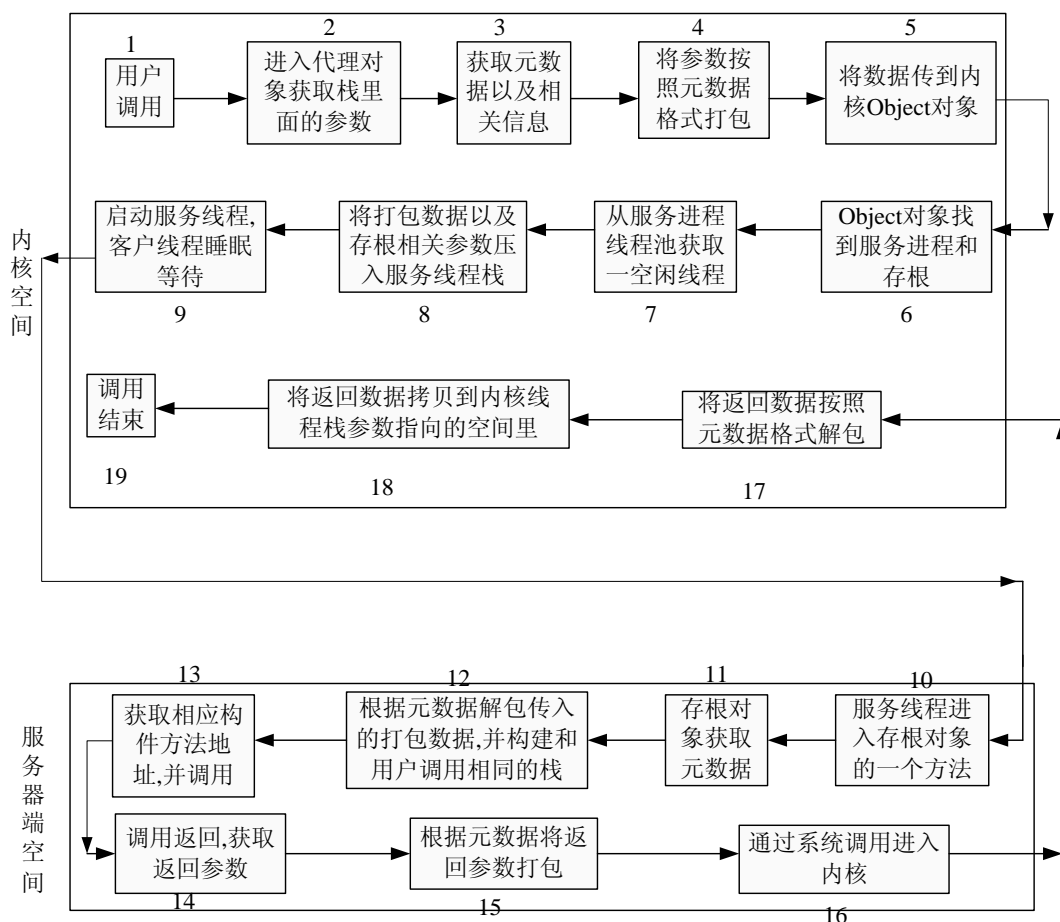 1
用户
调用
2
进入代理对
象获取栈里
面的参数
3
获取元数
据以及相
关信息
4
将参数按
照元数据
格式打包
5
将数据传到内
核Object对象
内核空间
启动服务线程,
客户线程睡眠
等待
9
将打包数据以及
存根相关参数压
入服务线程栈
8
从服务进程
线程池获取
一空闲线程
7
Object对象找
到服务进程和
存根
6
调用
结束
19
将返回数据拷贝到内核线
程栈参数指向的空间里
18
将返回数据按照
元数据格式解包
17
服务器端空间
13
获取相应构
件方法地
址,并调用
12
根据元数据解包传入
的打包数据,并构建和
用户调用相同的栈
11
存根对
象获取
元数据
10
服务线程进
入存根对象
的一个方法
调用返回,获取
返回参数
14
根据元数据将返
回参数打包
15
通过系统调用进入
内核
16